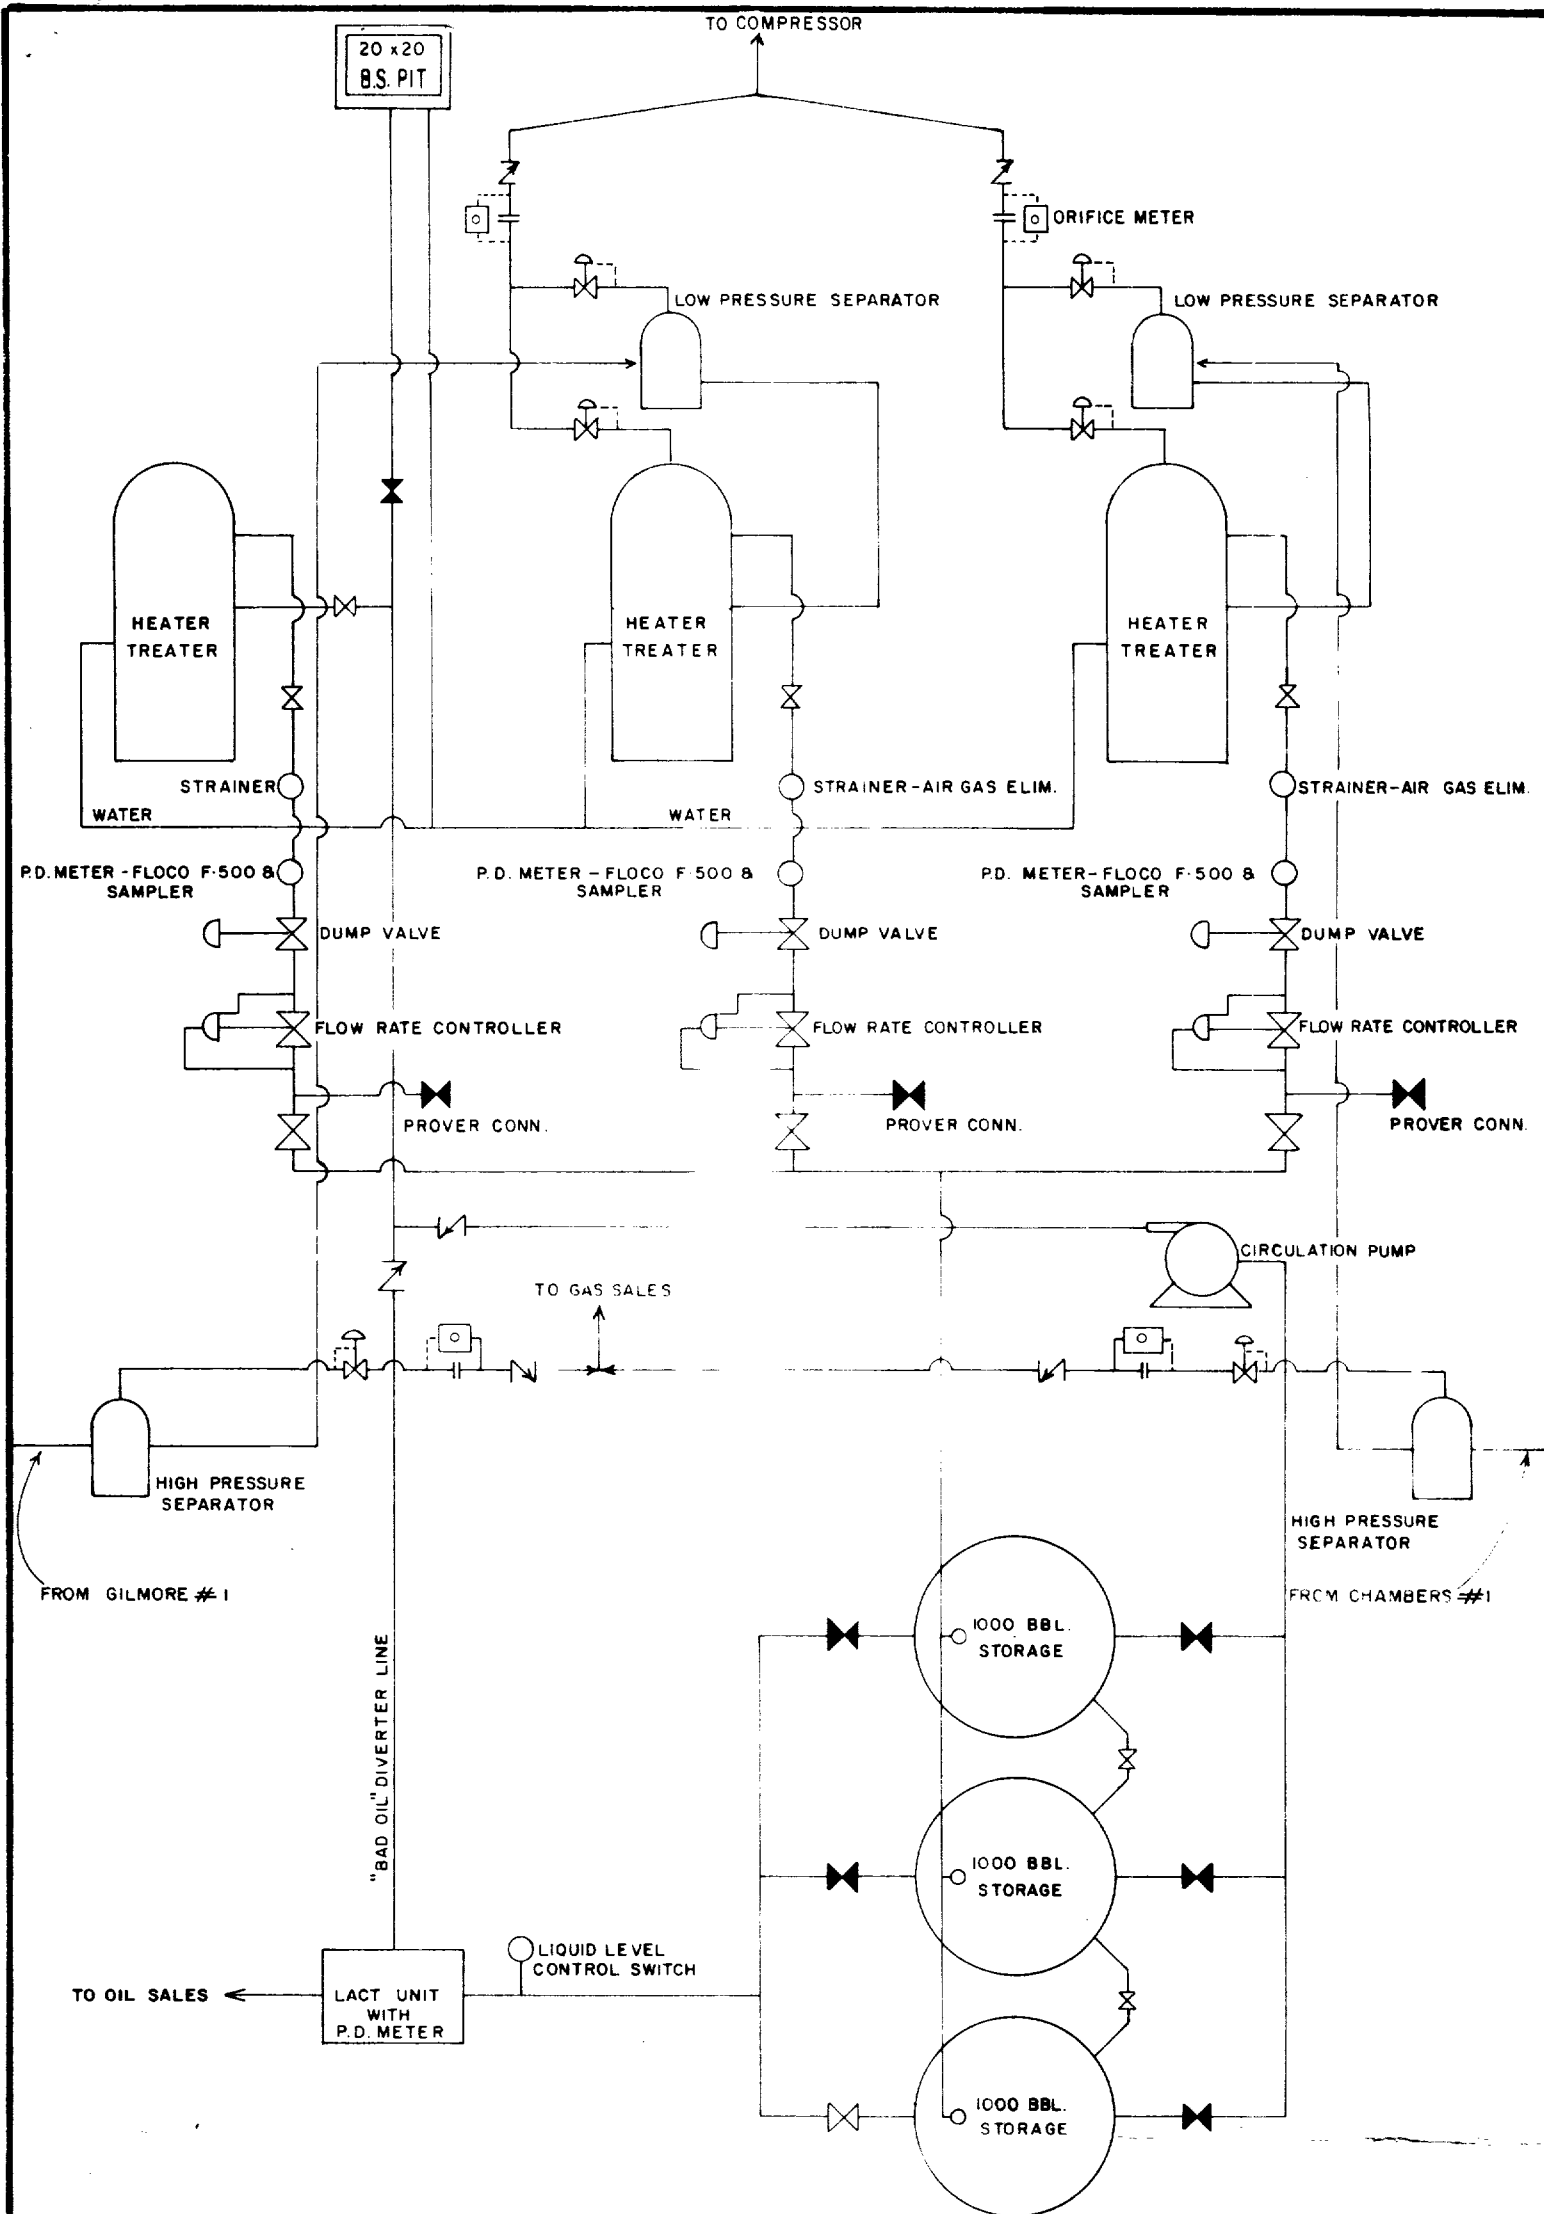 TO COMPRESSOR
20 x 20
B.S. PIT
ORIFICE METER
LOW PRESSURE SEPARATOR
LOW PRESSURE SEPARATOR
HEATER
TREATER
HEATER
TREATER
HEATER
TREATER
STRAINER
STRAINER-AIR GAS ELIM.
STRAINER-AIR GAS ELIM.
WATER
WATER
P.D. METER - FLOCO F-500 &
SAMPLER
P.D. METER - FLOCO F-500 &
SAMPLER
P.D. METER-FLOCO F-500 &
SAMPLER
DUMP VALVE
DUMP VALVE
DUMP VALVE
FLOW RATE CONTROLLER
FLOW RATE CONTROLLER
FLOW RATE CONTROLLER
PROVER CONN.
PROVER CONN.
PROVER CONN.
CIRCULATION PUMP
TO GAS SALES
HIGH PRESSURE
SEPARATOR
HIGH PRESSURE
SEPARATOR
FROM GILMORE # 1
FROM CHAMBERS #1
1000 BBL.
STORAGE
"BAD OIL" DIVERTER LINE
1000 BBL.
STORAGE
LIQUID LEVEL
CONTROL SWITCH
TO OIL SALES
LACT UNIT
WITH
P.D. METER
1000 BBL.
STORAGE